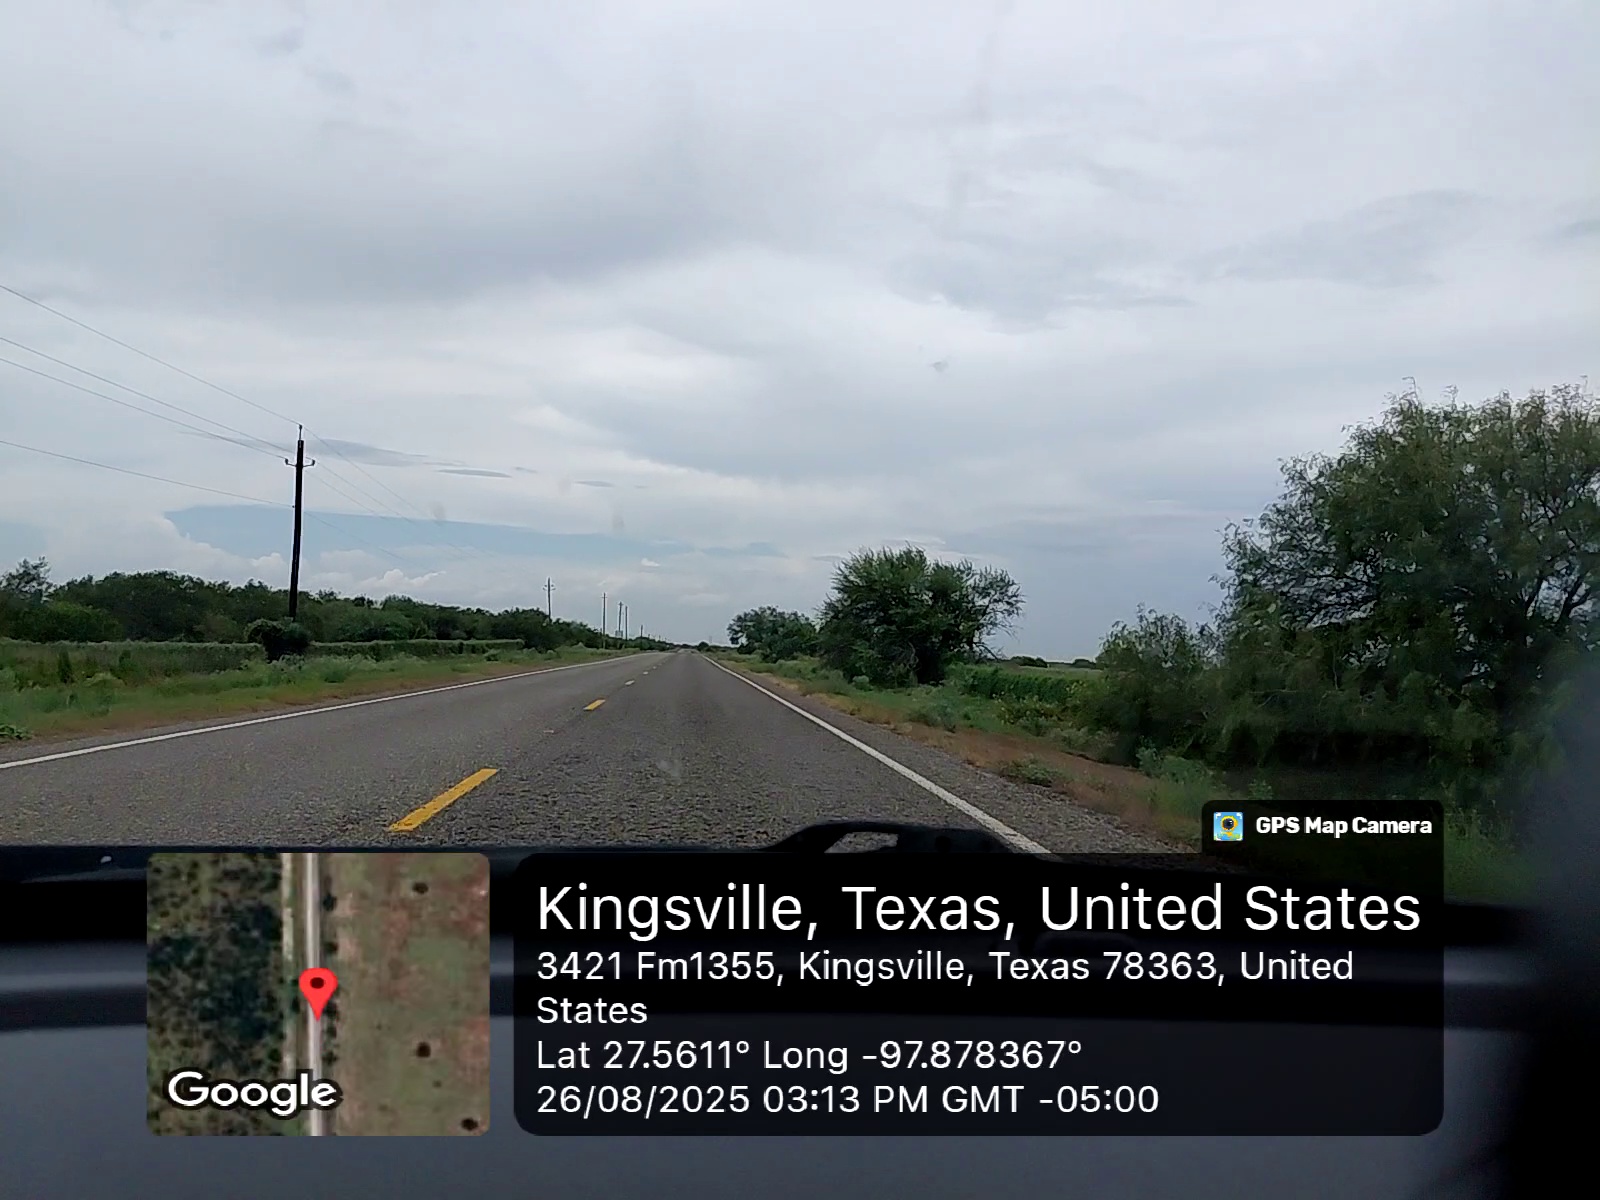 GPS Map Camera
Kingsville, Texas, United States
3421 Fm1355, Kingsville, Texas 78363, United
States
Lat 27.5611° Long -97.878367°
26/08/2025 03:13 PM GMT -05:00
Google